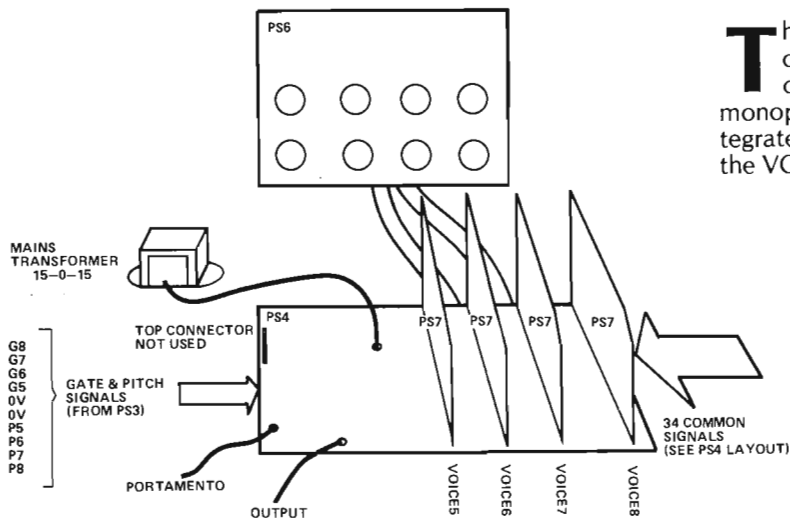 PS6
Th
monop
tegrate
the VC
MAINS
TRANSFORMER
15–0–15
PS4
PS7
PS7
PS7
PS7
TOP CONNECTOR
NOT USED
G8
G7
G6
G5
0V
0V
P5
P6
P7
P8
GATE & PITCH
SIGNALS
(FROM PS3)
34 COMMON
SIGNALS
(SEE PS4 LAYOUT)
PORTAMENTO
OUTPUT
VOICE5
VOICE6
VOICE7
VOICE8